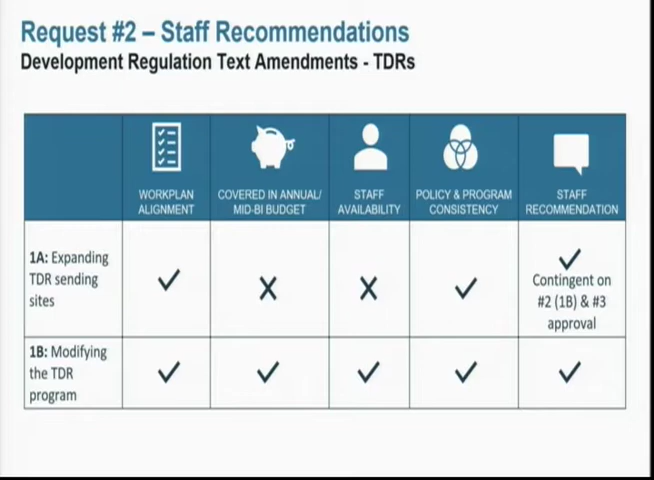 Request #2 – Staff Recommendations
Development Regulation Text Amendments - TDRs
WORKPLAN
ALIGNMENT
COVERED IN ANNUAL/
MID-BI BUDGET
STAFF
AVAILABILITY
POLICY & PROGRAM
CONSISTENCY
STAFF
RECOMMENDATION
1A: Expanding
TDR sending
sites
✓
X
X
✓
✓
Contingent on
#2 (1B) & #3
approval
1B: Modifying
the TDR
program
✓
✓
✓
✓
✓